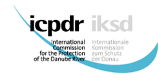 icpdr iksd
International Internationale
Commission Kommission
for the Protection zum Schutz
of the Danube River der Donau